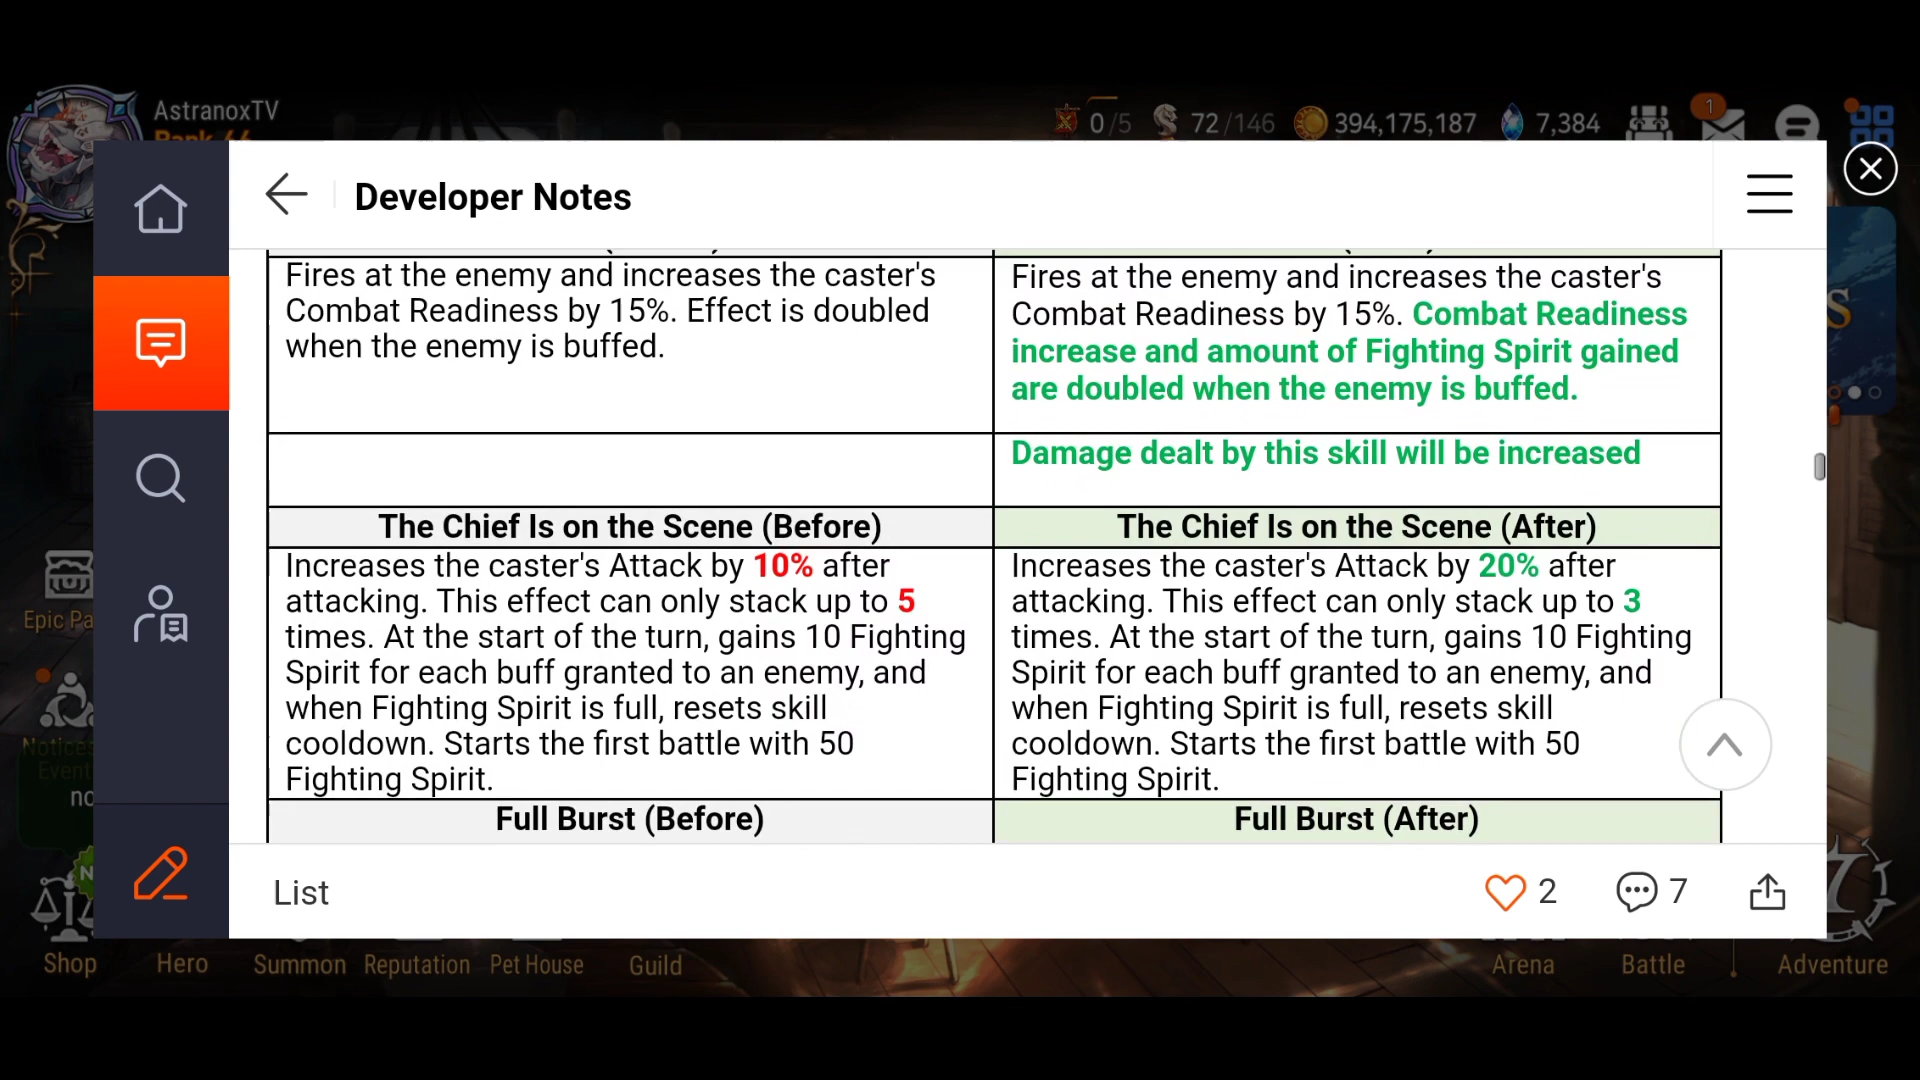 AstranoxTV
0/5
72/146
394,175,187
7,384
1
Developer Notes
Fires at the enemy and increases the caster's
Combat Readiness by 15%. Effect is doubled
when the enemy is buffed.
Fires at the enemy and increases the caster's
Combat Readiness by 15%. Combat Readiness
increase and amount of Fighting Spirit gained
are doubled when the enemy is buffed.
Damage dealt by this skill will be increased
The Chief Is on the Scene (Before)
The Chief Is on the Scene (After)
Increases the caster's Attack by 10% after
attacking. This effect can only stack up to 5
times. At the start of the turn, gains 10 Fighting
Spirit for each buff granted to an enemy, and
when Fighting Spirit is full, resets skill
cooldown. Starts the first battle with 50
Fighting Spirit.
Increases the caster's Attack by 20% after
attacking. This effect can only stack up to 3
times. At the start of the turn, gains 10 Fighting
Spirit for each buff granted to an enemy, and
when Fighting Spirit is full, resets skill
cooldown. Starts the first battle with 50
Fighting Spirit.
Full Burst (Before)
Full Burst (After)
Epic Pa
Notices
Event
no
N
List
2
7
Shop
Hero
Summon
Reputation
Pet House
Guild
Arena
Battle
Adventure